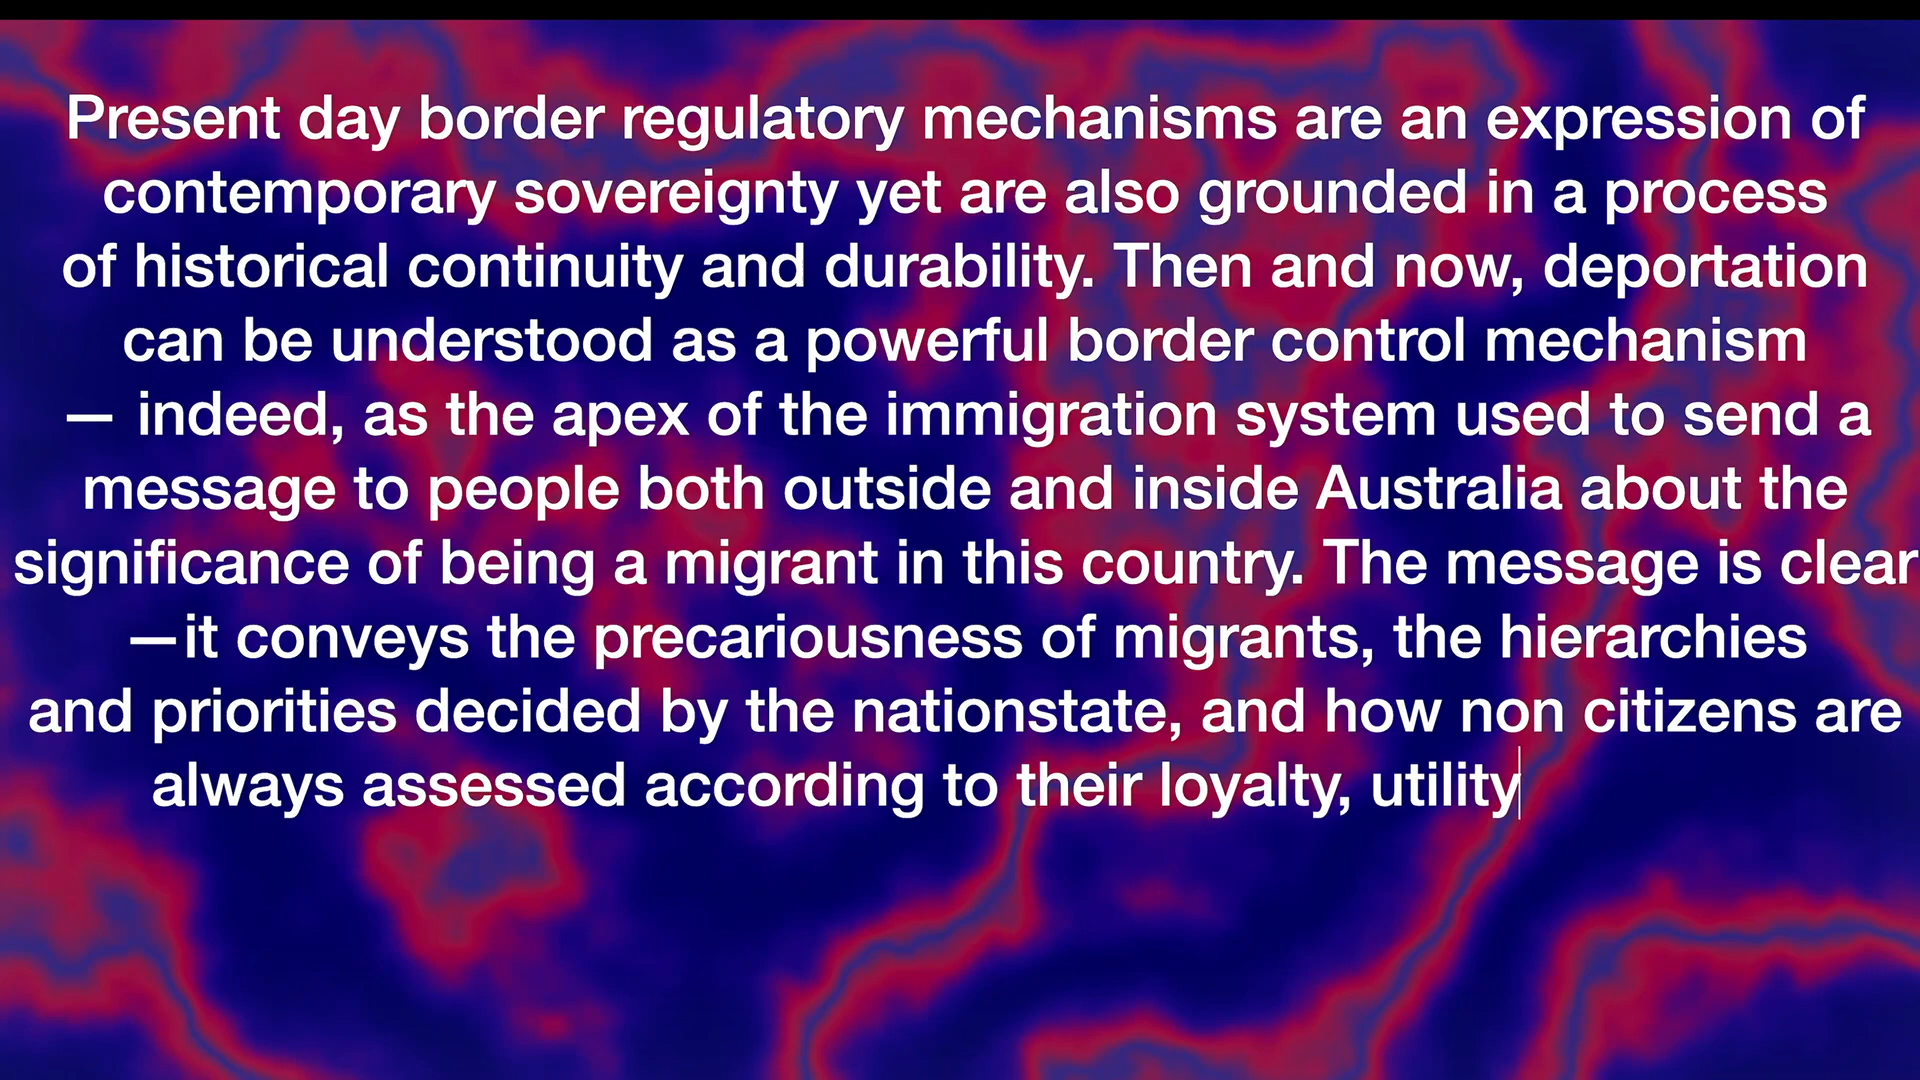 Present day border regulatory mechanisms are an expression of
contemporary sovereignty yet are also grounded in a process
of historical continuity and durability. Then and now, deportation
can be understood as a powerful border control mechanism
— indeed, as the apex of the immigration system used to send a
message to people both outside and inside Australia about the
significance of being a migrant in this country. The message is clear
—it conveys the precariousness of migrants, the hierarchies
and priorities decided by the nationstate, and how non citizens are
always assessed according to their loyalty, utility